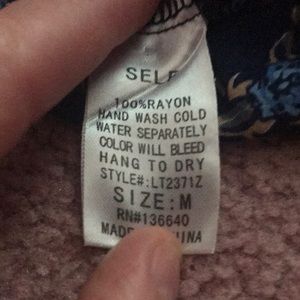 SELF
100%RAYON
HAND WASH COLD
WATER SEPARATELY
COLOR WILL BLEED
HANG TO DRY
STYLE#:LT2371Z
SIZE:M
RN#136640
MADE INA